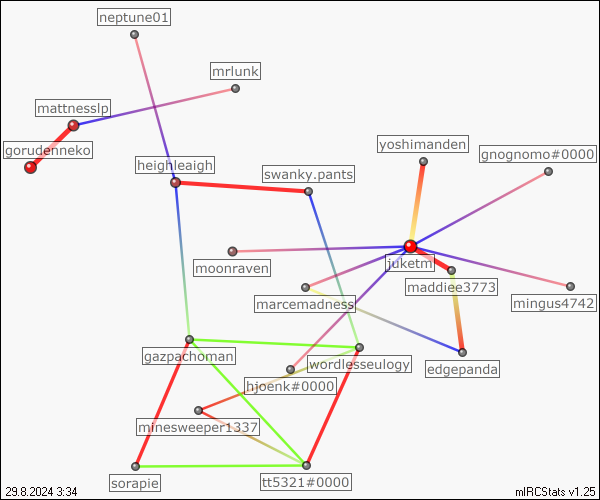 neptune01
mrlunk
mattnesslp
gorudenneko
yoshimanden
gnognomo#0000
heighleaigh
swanky.pants
juketm
moonraven
maddiee3773
marcemadness
mingus4742
gazpachoman
wordlesseulogy
edgepanda
hjoenk#0000
minesweeper1337
sorapie
tt5321#0000
29.8.2024 3:34
mIRCStats v1.25